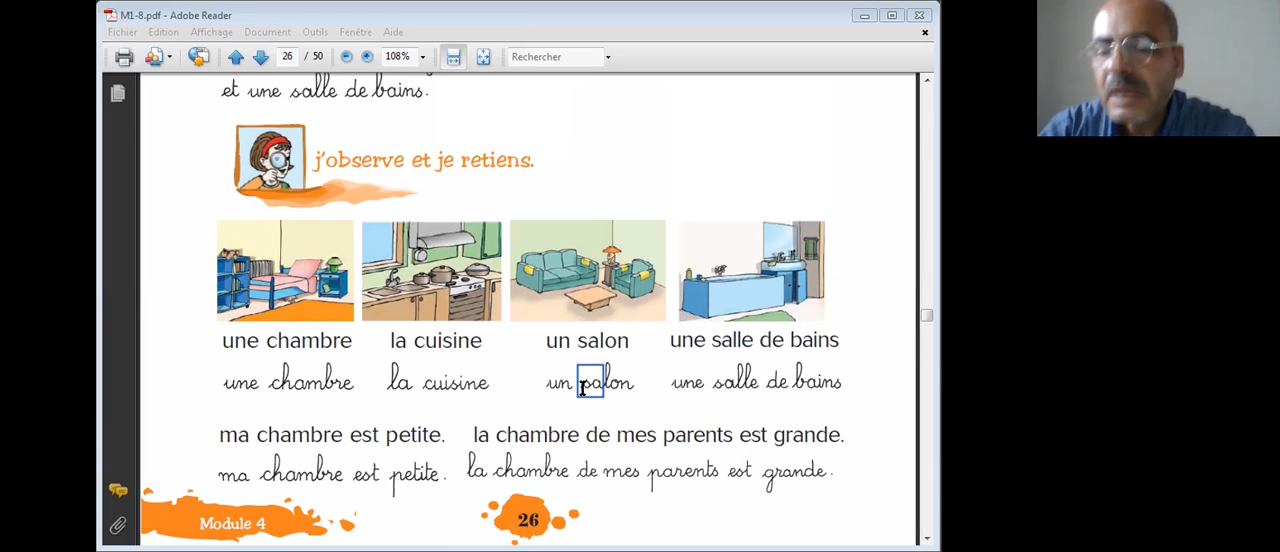 M1-8.pdf - Adobe Reader
Fichier Edition Affichage Document Outils Fenêtre Aide
26 / 50 108% Rechercher
et une salle de bains.
j'observe et je retiens.
une chambre la cuisine un salon une salle de bains
une chambre la cuisine un salon une salle de bains
ma chambre est petite. la chambre de mes parents est grande.
ma chambre est petite. la chambre de mes parents est grande.
Module 4 26